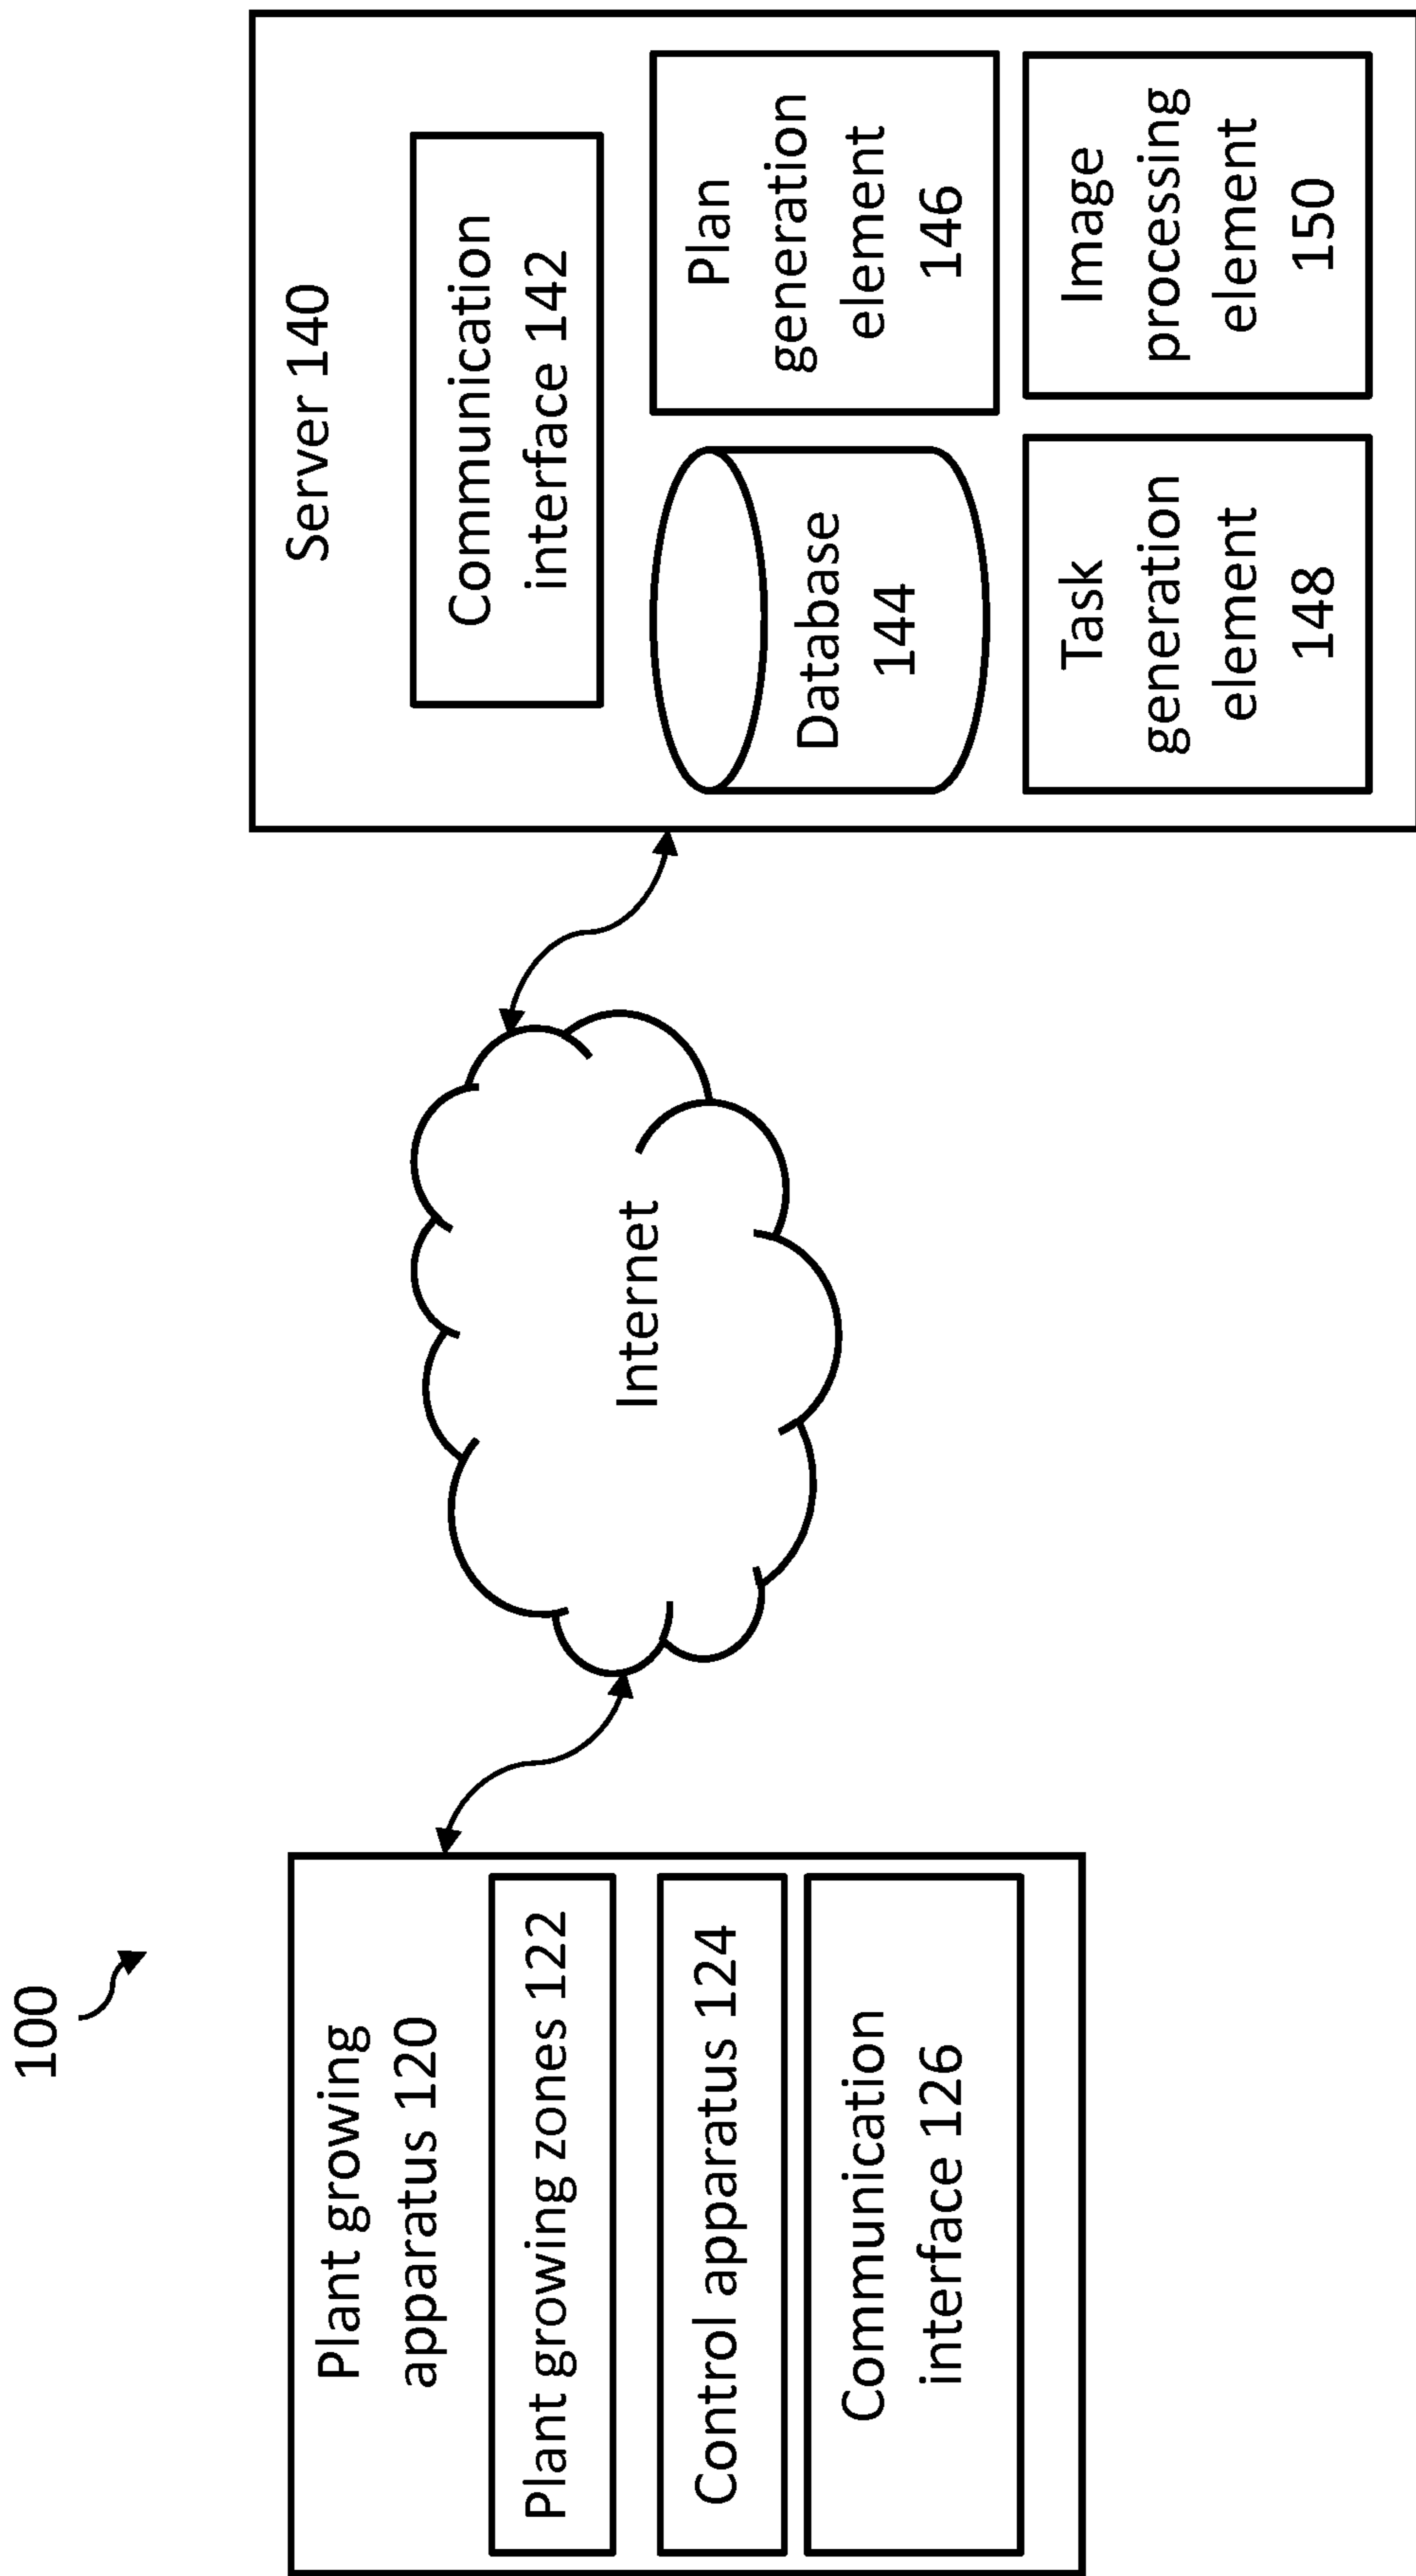 100
Plant growing
apparatus 120
Plant growing zones 122
Control apparatus 124
Communication
interface 126
Internet
Server 140
Communication
interface 142
Database
144
Plan
generation
element
146
Task
generation
element
148
Image
processing
element
150